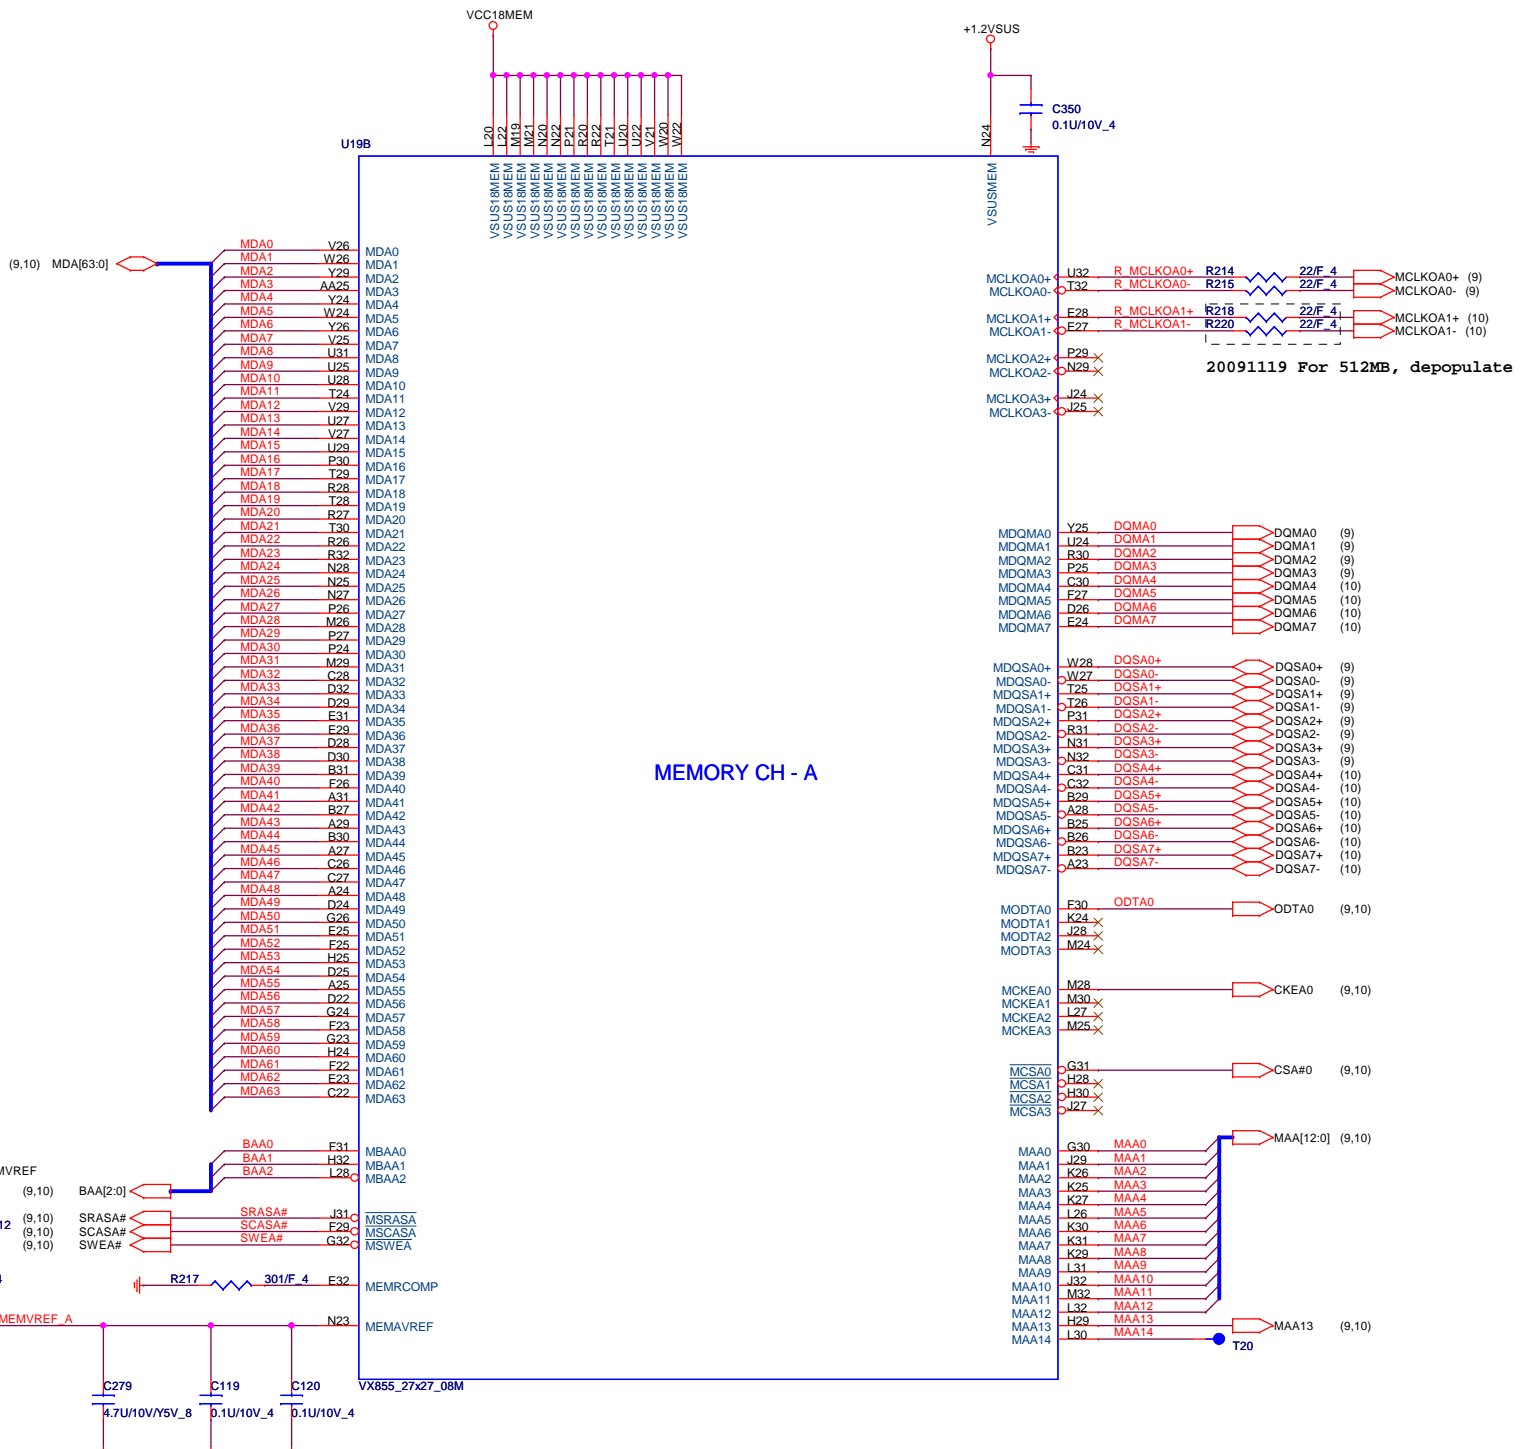 VCC18MEM
+1.2VSUS
C350
0.1U/10V_4
U19B
L20 L22 M19 M21 N20 N22 P21 R20 R22 T21 U20 U22 V21 W20 W22
N24
VSUS18MEM VSUS18MEM VSUS18MEM VSUS18MEM VSUS18MEM VSUS18MEM VSUS18MEM VSUS18MEM VSUS18MEM VSUS18MEM VSUS18MEM VSUS18MEM VSUS18MEM VSUS18MEM VSUS18MEM
VSUSMEM
(9,10) MDA[63:0]
MDA0 V26 MDA0
MDA1 W26 MDA1
MDA2 Y29 MDA2
MDA3 AA25 MDA3
MDA4 Y24 MDA4
MDA5 W24 MDA5
MDA6 Y26 MDA6
MDA7 V25 MDA7
MDA8 U31 MDA8
MDA9 U25 MDA9
MDA10 U28 MDA10
MDA11 T24 MDA11
MDA12 V29 MDA12
MDA13 U27 MDA13
MDA14 V27 MDA14
MDA15 U29 MDA15
MDA16 P30 MDA16
MDA17 T29 MDA17
MDA18 R28 MDA18
MDA19 T28 MDA19
MDA20 R27 MDA20
MDA21 T30 MDA21
MDA22 R26 MDA22
MDA23 R32 MDA23
MDA24 N28 MDA24
MDA25 N25 MDA25
MDA26 N27 MDA26
MDA27 P26 MDA27
MDA28 M26 MDA28
MDA29 P27 MDA29
MDA30 P24 MDA30
MDA31 M29 MDA31
MDA32 C28 MDA32
MDA33 D32 MDA33
MDA34 D29 MDA34
MDA35 E31 MDA35
MDA36 E29 MDA36
MDA37 D28 MDA37
MDA38 D30 MDA38
MDA39 B31 MDA39
MDA40 F26 MDA40
MDA41 A31 MDA41
MDA42 B27 MDA42
MDA43 A29 MDA43
MDA44 B30 MDA44
MDA45 A27 MDA45
MDA46 C26 MDA46
MDA47 C27 MDA47
MDA48 A24 MDA48
MDA49 D24 MDA49
MDA50 G26 MDA50
MDA51 E25 MDA51
MDA52 F25 MDA52
MDA53 H25 MDA53
MDA54 D25 MDA54
MDA55 A25 MDA55
MDA56 D22 MDA56
MDA57 G24 MDA57
MDA58 F23 MDA58
MDA59 G23 MDA59
MDA60 H24 MDA60
MDA61 F22 MDA61
MDA62 E23 MDA62
MDA63 C22 MDA63
BAA0 F31 MBAA0
BAA1 H32 MBAA1
BAA2 L28 MBAA2
MVREF
(9,10) BAA[2:0]
12
(9,10) SRASA# SRASA# J31 MSRASA
(9,10) SCASA# SCASA# F29 MSCASA
(9,10) SWEA# SWEA# G32 MSWEA
4
R217 301/F_4 E32 MEMRCOMP
MEMVREF_A N23 MEMAVREF
C279 4.7U/10V/Y5V_8
C119 0.1U/10V_4
C120 0.1U/10V_4
VX855_27x27_08M
MEMORY CH - A
MCLKOA0+ U32 R_MCLKOA0+ R214 22/F_4 MCLKOA0+ (9)
MCLKOA0- T32 R_MCLKOA0- R215 22/F_4 MCLKOA0- (9)
MCLKOA1+ E28 R_MCLKOA1+ R218 22/F_4 MCLKOA1+ (10)
MCLKOA1- E27 R_MCLKOA1- R220 22/F_4 MCLKOA1- (10)
MCLKOA2+ P29
MCLKOA2- N29
20091119 For 512MB, depopulate
MCLKOA3+ J24
MCLKOA3- J25
MDQMA0 Y25 DQMA0 DQMA0 (9)
MDQMA1 U24 DQMA1 DQMA1 (9)
MDQMA2 R30 DQMA2 DQMA2 (9)
MDQMA3 P25 DQMA3 DQMA3 (9)
MDQMA4 C30 DQMA4 DQMA4 (10)
MDQMA5 F27 DQMA5 DQMA5 (10)
MDQMA6 D26 DQMA6 DQMA6 (10)
MDQMA7 E24 DQMA7 DQMA7 (10)
MDQSA0+ W28 DQSA0+ DQSA0+ (9)
MDQSA0- W27 DQSA0- DQSA0- (9)
MDQSA1+ T25 DQSA1+ DQSA1+ (9)
MDQSA1- T26 DQSA1- DQSA1- (9)
MDQSA2+ P31 DQSA2+ DQSA2+ (9)
MDQSA2- R31 DQSA2- DQSA2- (9)
MDQSA3+ N31 DQSA3+ DQSA3+ (9)
MDQSA3- N32 DQSA3- DQSA3- (9)
MDQSA4+ C31 DQSA4+ DQSA4+ (10)
MDQSA4- C32 DQSA4- DQSA4- (10)
MDQSA5+ B29 DQSA5+ DQSA5+ (10)
MDQSA5- A28 DQSA5- DQSA5- (10)
MDQSA6+ B25 DQSA6+ DQSA6+ (10)
MDQSA6- B26 DQSA6- DQSA6- (10)
MDQSA7+ B23 DQSA7+ DQSA7+ (10)
MDQSA7- A23 DQSA7- DQSA7- (10)
MODTA0 F30 ODTA0 ODTA0 (9,10)
MODTA1 K24
MODTA2 J28
MODTA3 M24
MCKEA0 M28 CKEA0 (9,10)
MCKEA1 M30
MCKEA2 L27
MCKEA3 M25
MCSA0 G31 CSA#0 (9,10)
MCSA1 H28
MCSA2 H30
MCSA3 J27
MAA[12:0] (9,10)
MAA0 G30 MAA0
MAA1 J29 MAA1
MAA2 K26 MAA2
MAA3 K25 MAA3
MAA4 K27 MAA4
MAA5 L26 MAA5
MAA6 K30 MAA6
MAA7 K31 MAA7
MAA8 K29 MAA8
MAA9 L31 MAA9
MAA10 J32 MAA10
MAA11 M32 MAA11
MAA12 L32 MAA12
MAA13 H29 MAA13 MAA13 (9,10)
MAA14 L30 MAA14 T20